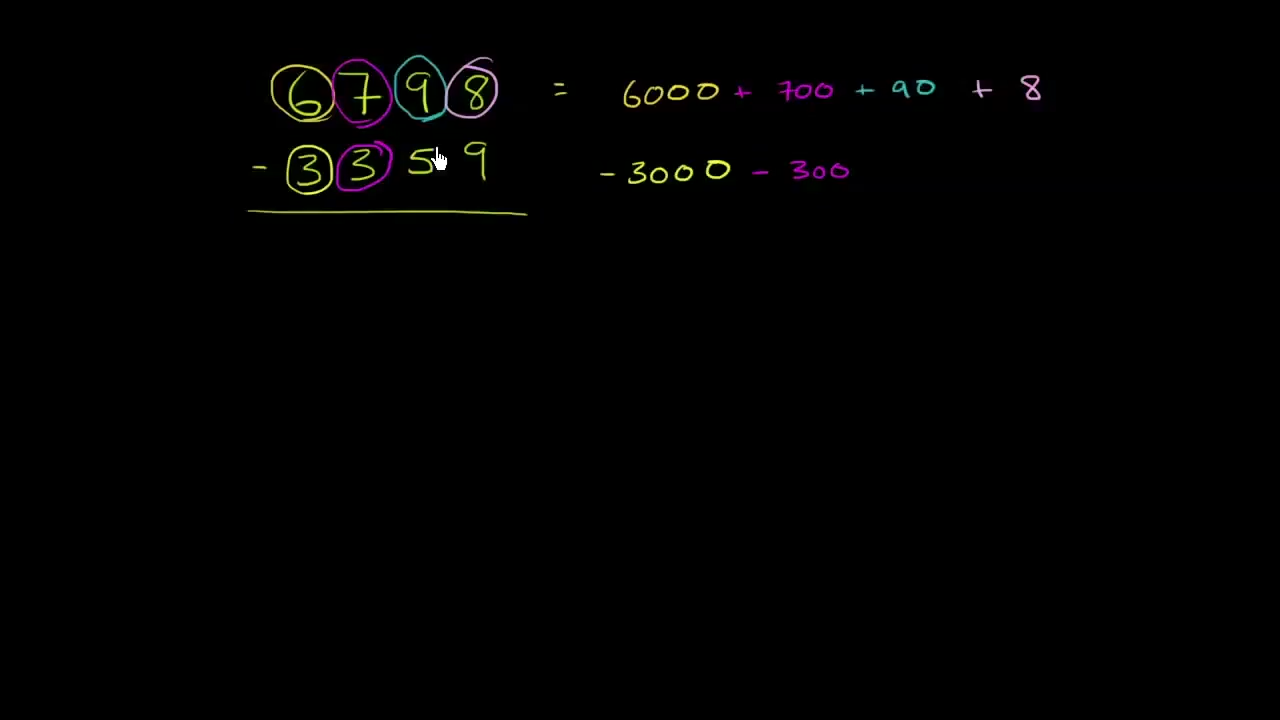 6798 = 6000 + 700 + 90 + 8
- 3359 - 3000 - 300